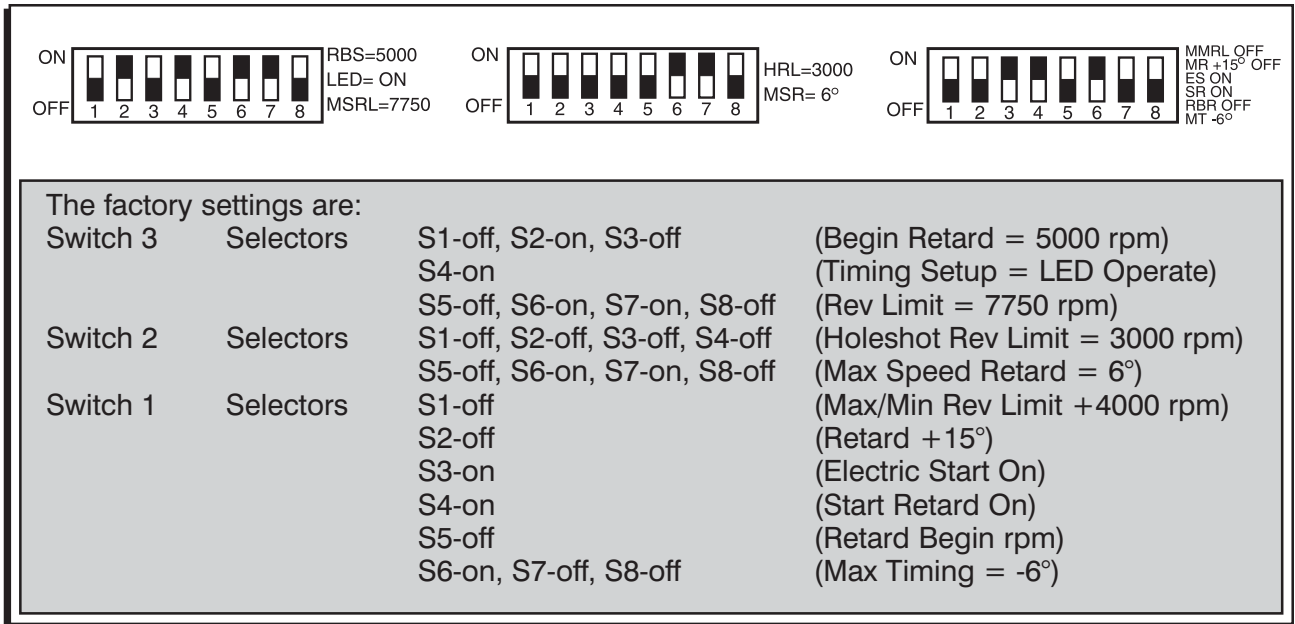 ON
OFF
1 2 3 4 5 6 7 8
RBS=5000
LED= ON
MSRL=7750
ON
OFF
1 2 3 4 5 6 7 8
HRL=3000
MSR= 6°
ON
OFF
1 2 3 4 5 6 7 8
MMRL OFF
MR +15° OFF
ES ON
SR ON
RBR OFF
MT -6°
The factory settings are:
Switch 3 Selectors S1-off, S2-on, S3-off (Begin Retard = 5000 rpm)
S4-on (Timing Setup = LED Operate)
S5-off, S6-on, S7-on, S8-off (Rev Limit = 7750 rpm)
Switch 2 Selectors S1-off, S2-off, S3-off, S4-off (Holeshot Rev Limit = 3000 rpm)
S5-off, S6-on, S7-on, S8-off (Max Speed Retard = 6°)
Switch 1 Selectors S1-off (Max/Min Rev Limit +4000 rpm)
S2-off (Retard +15°)
S3-on (Electric Start On)
S4-on (Start Retard On)
S5-off (Retard Begin rpm)
S6-on, S7-off, S8-off (Max Timing = -6°)